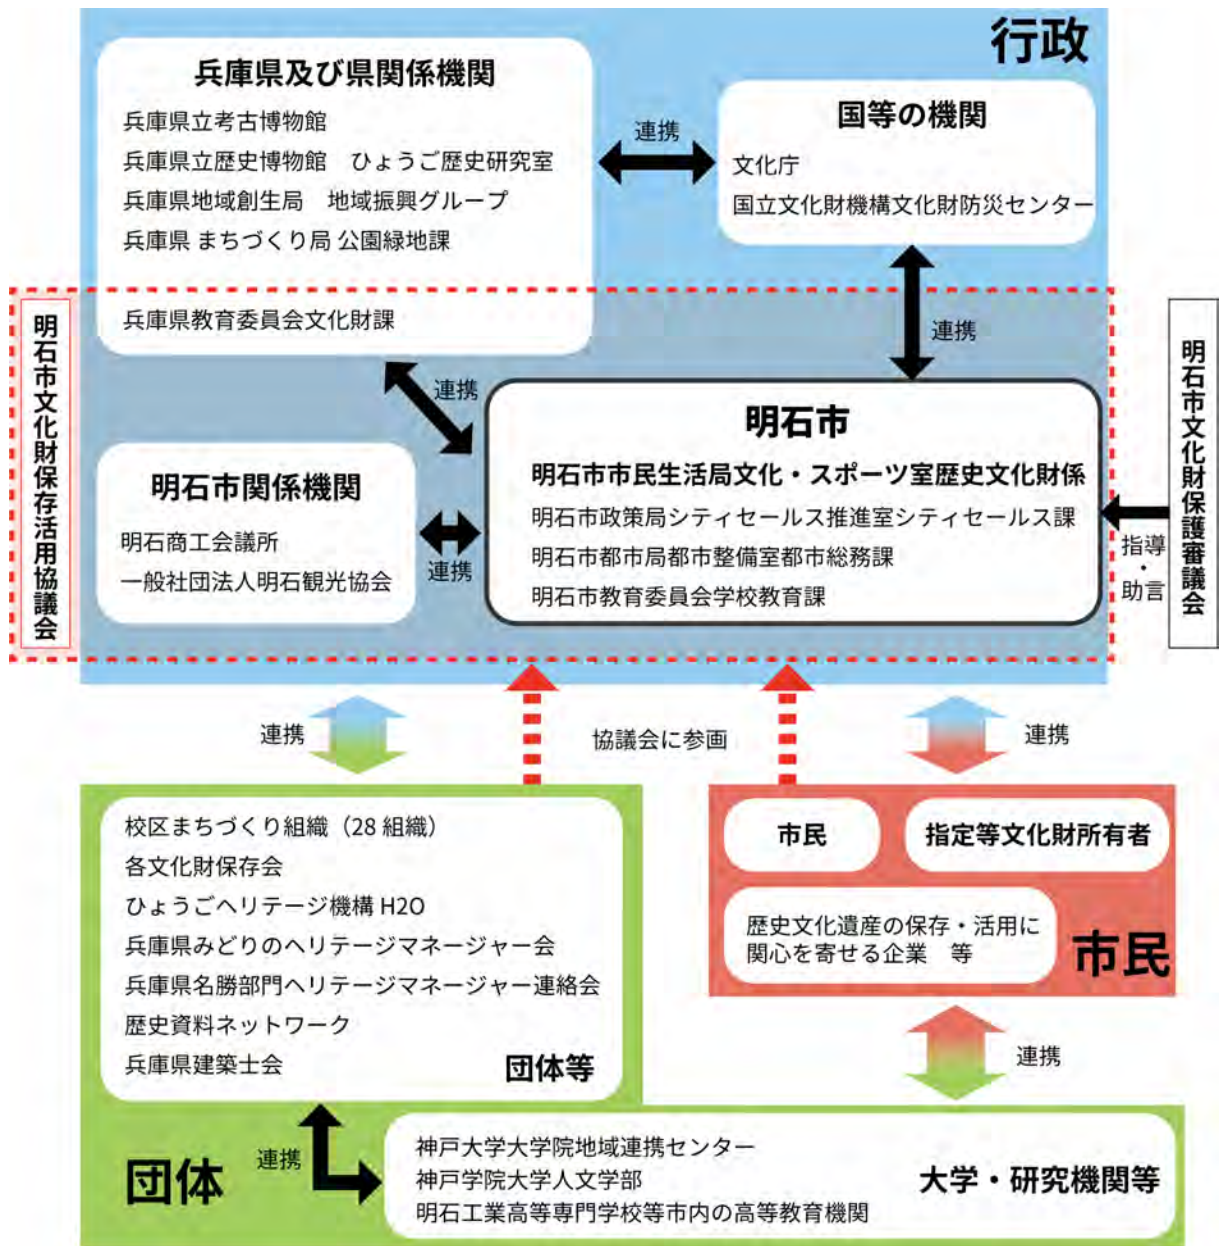 行政
兵庫県及び県関係機関
兵庫県立考古博物館
兵庫県立歴史博物館　ひょうご歴史研究室
兵庫県地域創生局　地域振興グループ
兵庫県 まちづくり局 公園緑地課
兵庫県教育委員会文化財課
連携
国等の機関
文化庁
国立文化財機構文化財防災センター
連携
連携
明石市文化財保存活用協議会
明石市
明石市市民生活局文化・スポーツ室歴史文化財係
明石市政策局シティセールス推進室シティセールス課
明石市都市局都市整備室都市総務課
明石市教育委員会学校教育課
明石市関係機関
明石商工会議所
一般社団法人明石観光協会
連携
指導
・
助言
明石市文化財保護審議会
連携
協議会に参画
連携
校区まちづくり組織（28 組織）
各文化財保存会
ひょうごヘリテージ機構 H2O
兵庫県みどりのヘリテージマネージャー会
兵庫県名勝部門ヘリテージマネージャー連絡会
歴史資料ネットワーク
兵庫県建築士会
団体等
市民
指定等文化財所有者
歴史文化遺産の保存・活用に
関心を寄せる企業　等
市民
連携
団体
連携
神戸大学大学院地域連携センター
神戸学院大学人文学部
明石工業高等専門学校等市内の高等教育機関
大学・研究機関等